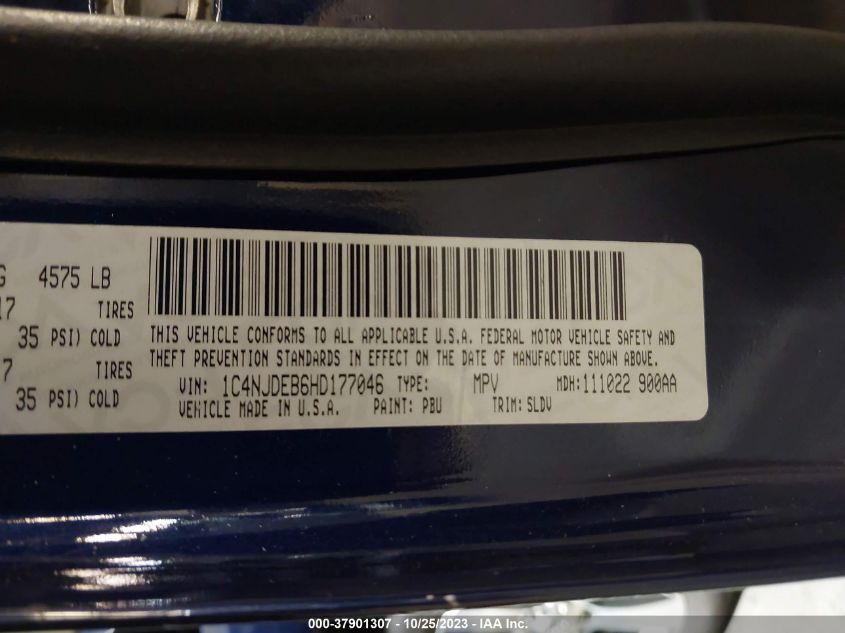 G 4575 LB
17 TIRES
35 PSI) COLD
7 TIRES
35 PSI) COLD
THIS VEHICLE CONFORMS TO ALL APPLICABLE U.S.A. FEDERAL MOTOR VEHICLE SAFETY AND
THEFT PREVENTION STANDARDS IN EFFECT ON THE DATE OF MANUFACTURE SHOWN ABOVE.
VIN: 1C4NJDEB6HD177046 TYPE: MPV MDH:111022 900AA
VEHICLE MADE IN U.S.A. PAINT: PBU TRIM: SLDV
000-37901307 - 10/25/2023 - IAA Inc.